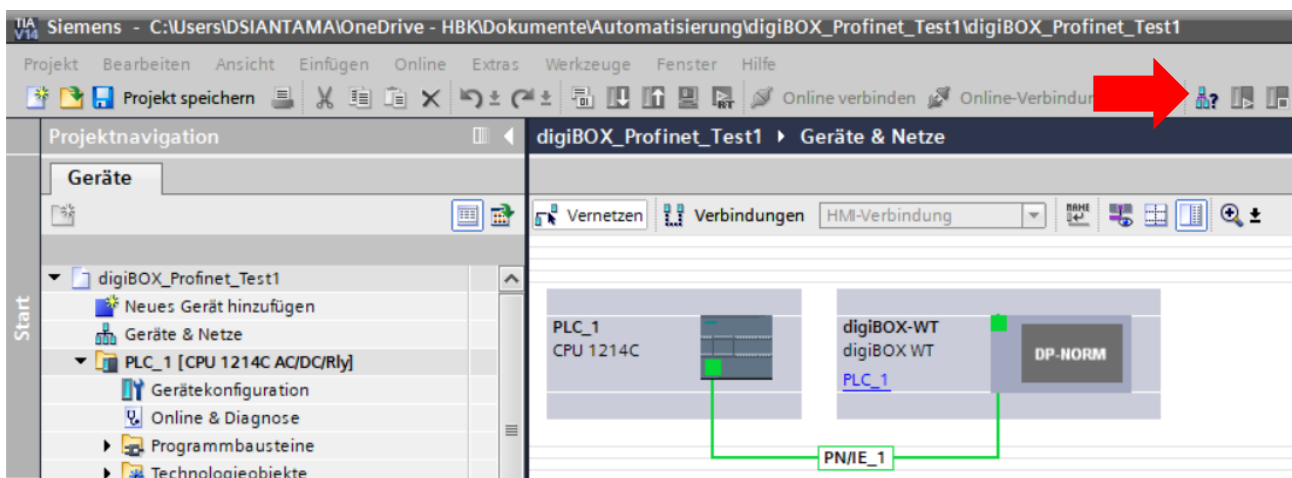 TIA V14 Siemens - C:\Users\DSIANTAMA\OneDrive - HBK\Dokumente\Automatisierung\digiBOX_Profinet_Test1\digiBOX_Profinet_Test1
Projekt Bearbeiten Ansicht Einfügen Online Extras Werkzeuge Fenster Hilfe
Projekt speichern RT Online verbinden Online-Verbindur ?
Projektnavigation digiBOX_Profinet_Test1 Geräte & Netze
Geräte
Vernetzen Verbindungen HMI-Verbindung NAME
digiBOX_Profinet_Test1
Neues Gerät hinzufügen
Geräte & Netze
PLC_1 [CPU 1214C AC/DC/Rly]
Gerätekonfiguration
Online & Diagnose
Programmbausteine
Technologieobjekte
Start
PLC_1
CPU 1214C
digiBOX-WT
digiBOX WT
PLC_1
DP-NORM
PN/IE_1